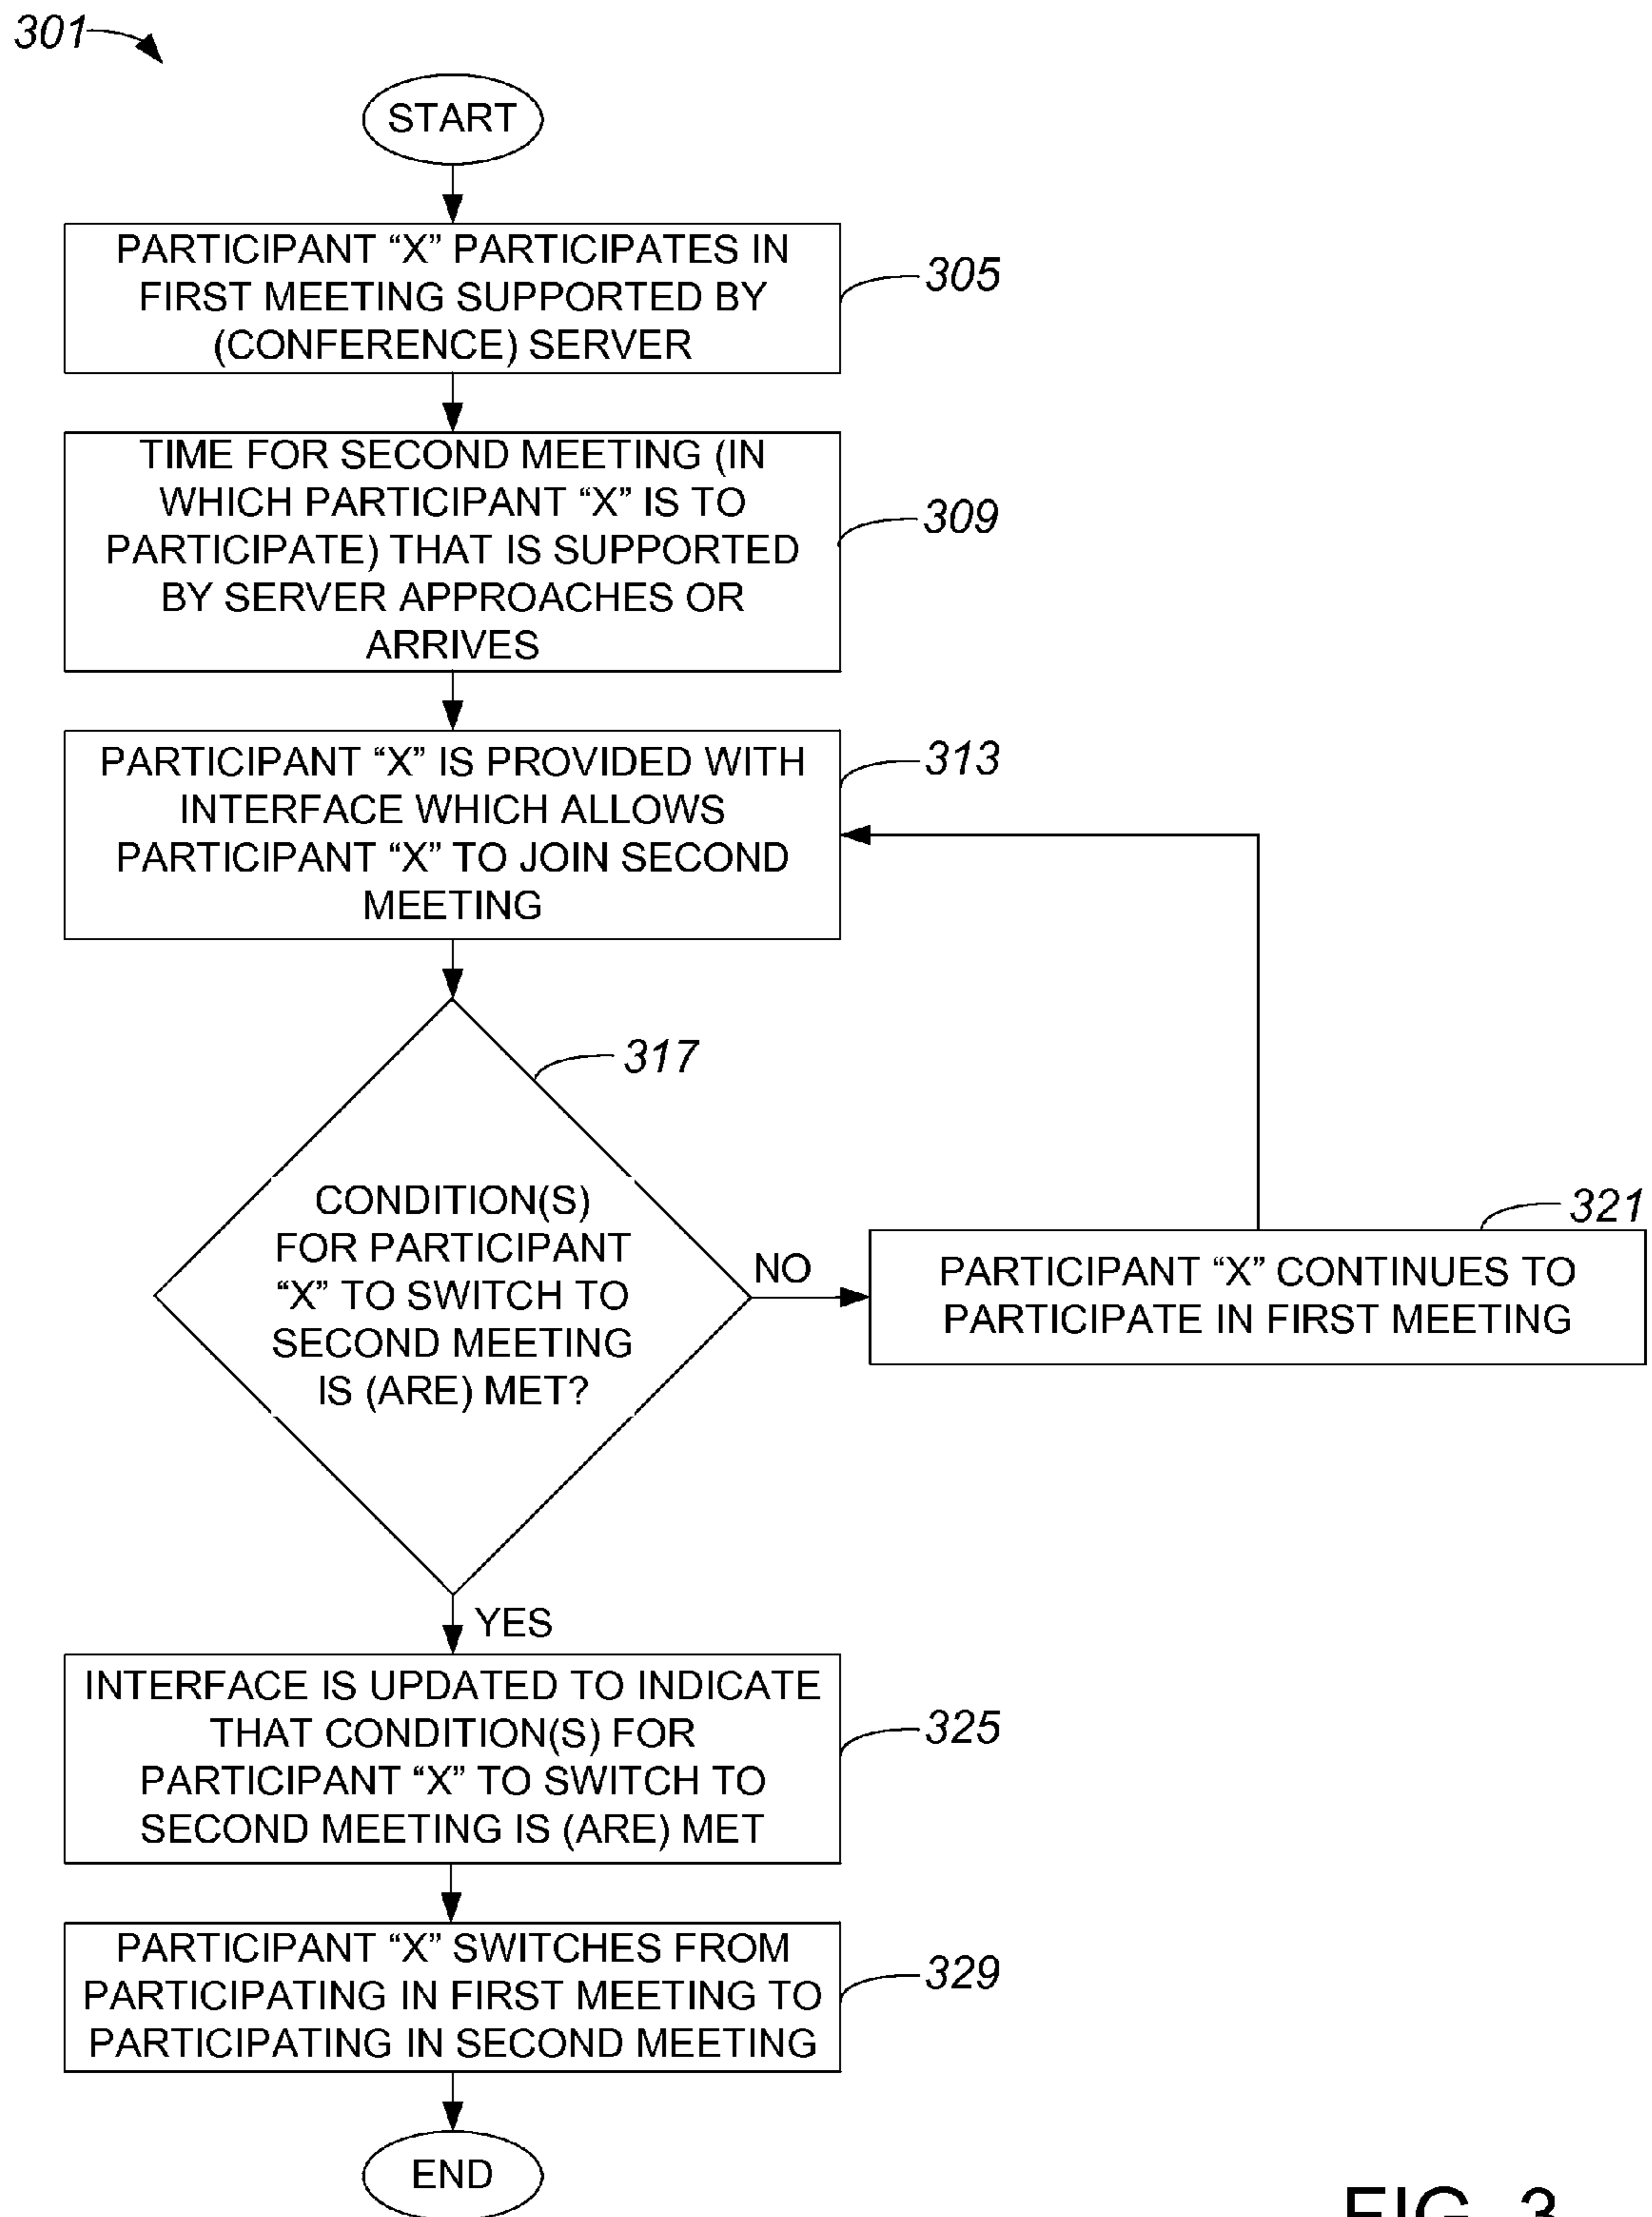 301
START
PARTICIPANT “X” PARTICIPATES IN
FIRST MEETING SUPPORTED BY
(CONFERENCE) SERVER
305
TIME FOR SECOND MEETING (IN
WHICH PARTICIPANT “X” IS TO
PARTICIPATE) THAT IS SUPPORTED
BY SERVER APPROACHES OR
ARRIVES
309
PARTICIPANT “X” IS PROVIDED WITH
INTERFACE WHICH ALLOWS
PARTICIPANT “X” TO JOIN SECOND
MEETING
313
317
CONDITION(S)
FOR PARTICIPANT
“X” TO SWITCH TO
SECOND MEETING
IS (ARE) MET?
NO
321
PARTICIPANT “X” CONTINUES TO
PARTICIPATE IN FIRST MEETING
YES
INTERFACE IS UPDATED TO INDICATE
THAT CONDITION(S) FOR
PARTICIPANT “X” TO SWITCH TO
SECOND MEETING IS (ARE) MET
325
PARTICIPANT “X” SWITCHES FROM
PARTICIPATING IN FIRST MEETING TO
PARTICIPATING IN SECOND MEETING
329
END
FIG. 3